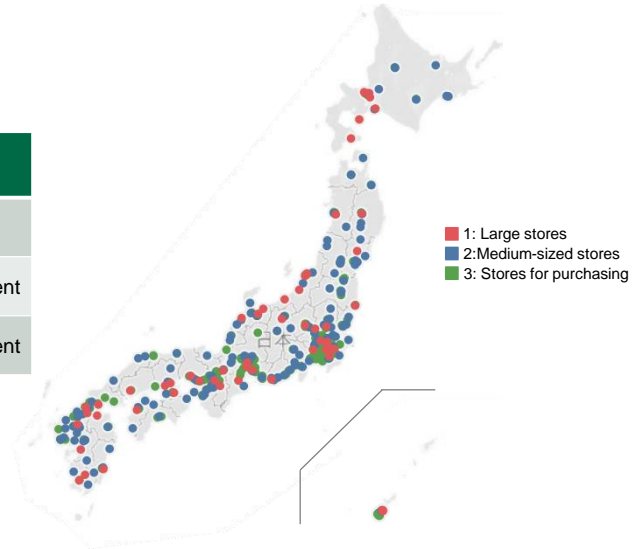 ent
ent
1: Large stores
2:Medium-sized stores
3: Stores for purchasing
日本